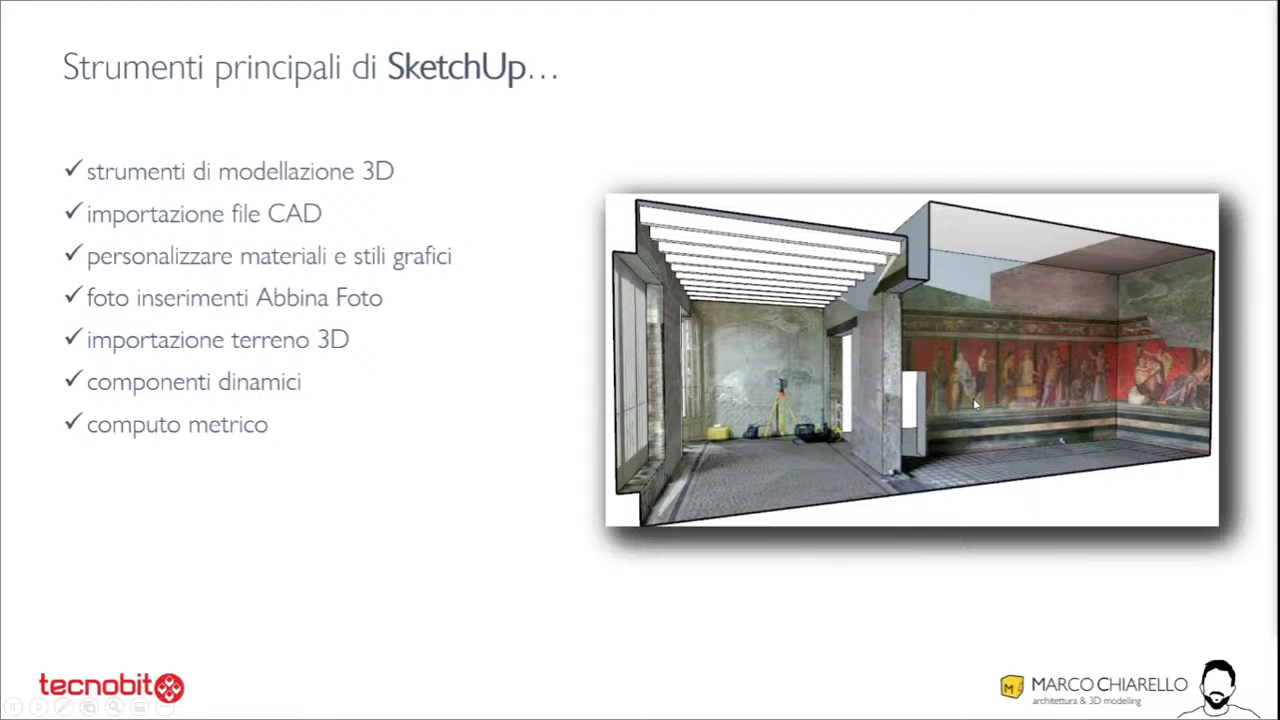 Strumenti principali di SketchUp...
✓ strumenti di modellazione 3D
✓ importazione file CAD
✓ personalizzare materiali e stili grafici
✓ foto inserimenti Abbina Foto
✓ importazione terreno 3D
✓ componenti dinamici
✓ computo metrico
tecnobit
M
MARCO CHIARELLO
architettura & 3D modelling